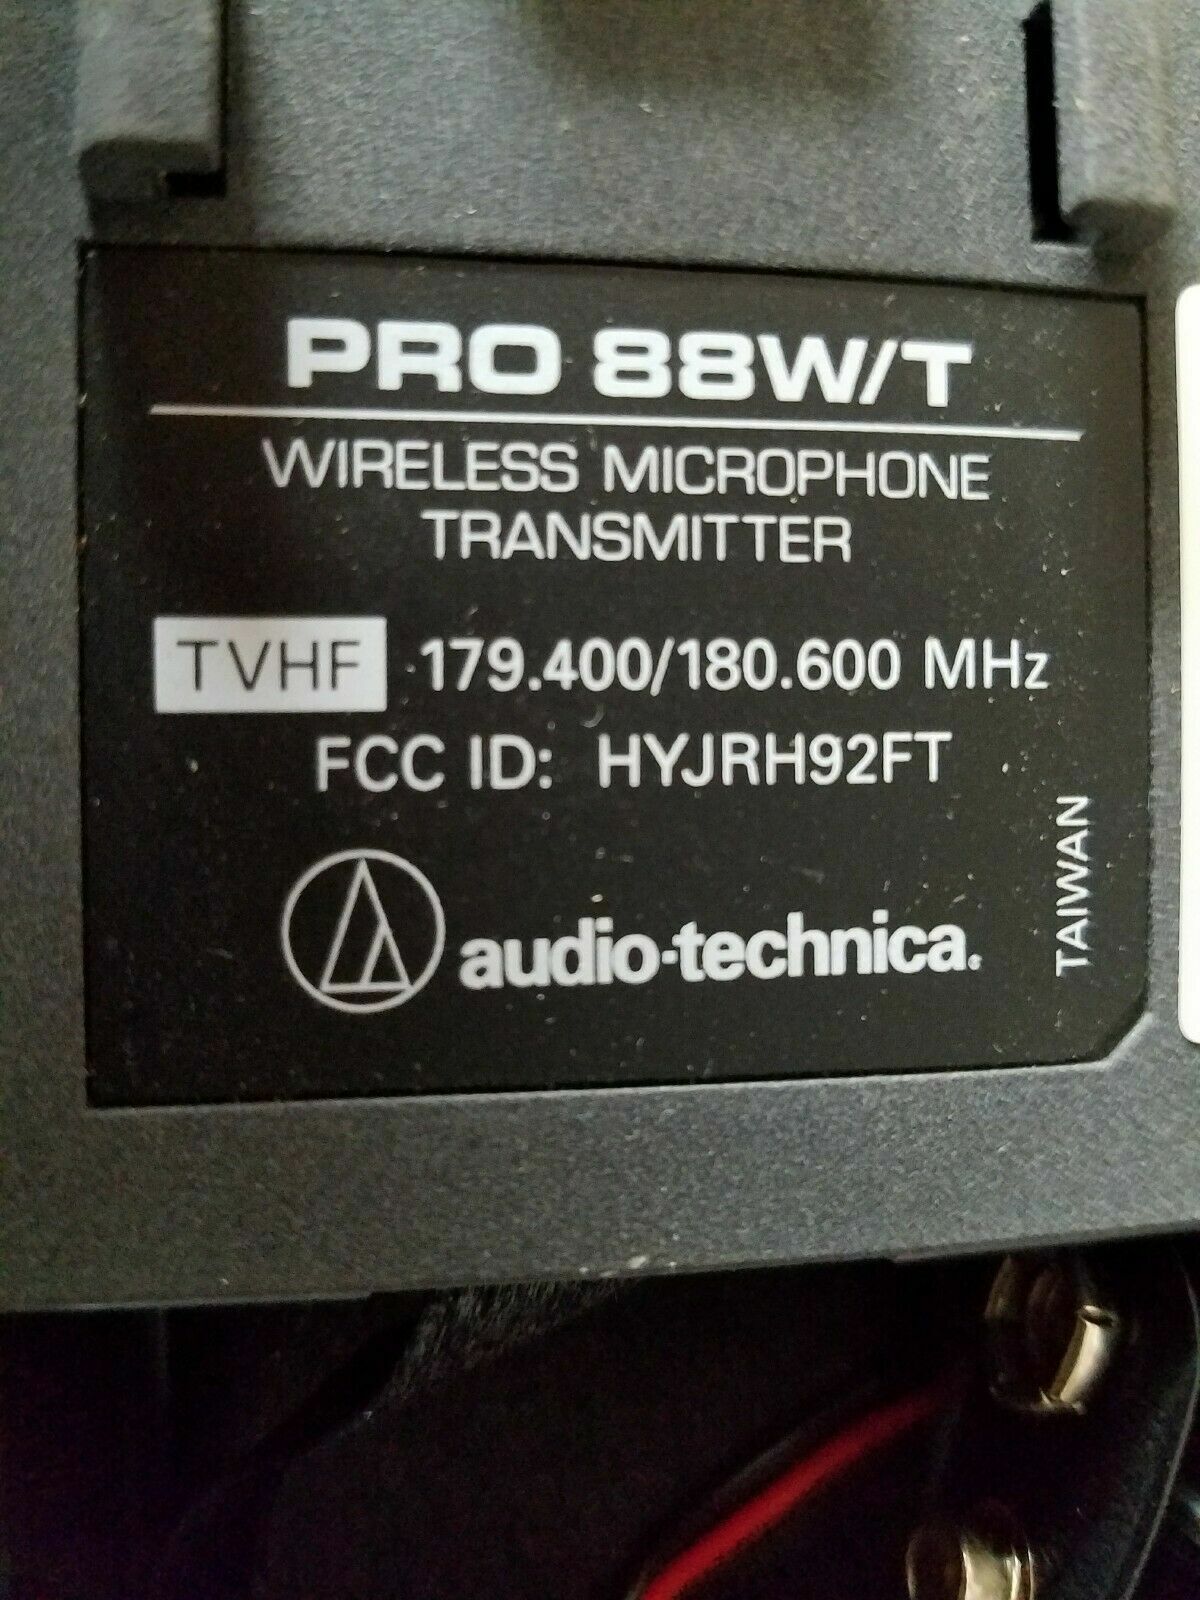 PRO 88W/T
WIRELESS MICROPHONE
TRANSMITTER
TVHF 179.400/180.600 MHz
FCC ID: HYJRH92FT
audio-technica.
TAIWAN